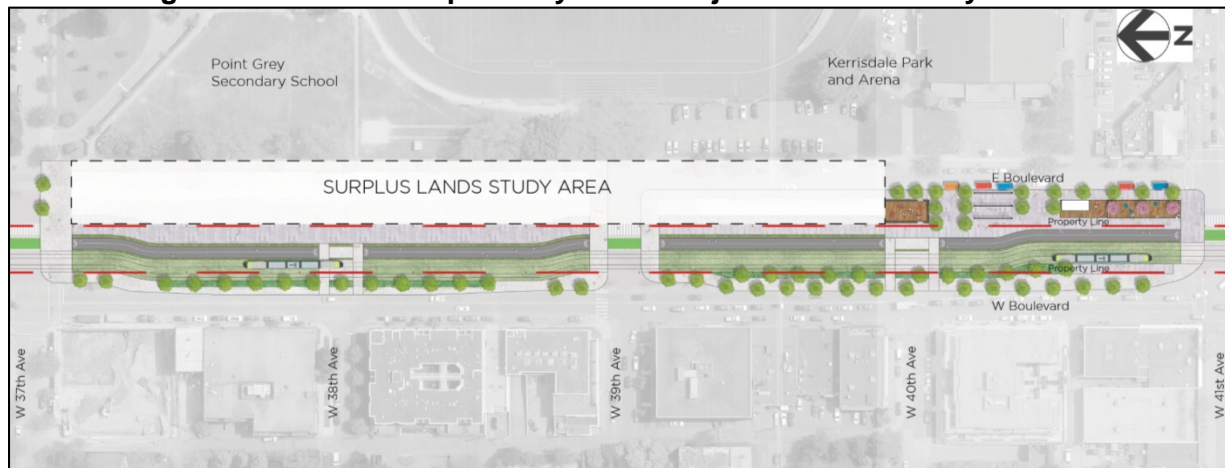 Point Grey
Secondary School
Kerrisdale Park
and Arena
N
SURPLUS LANDS STUDY AREA
E Boulevard
Property Line
Property Line
W Boulevard
W 37th Ave
W 38th Ave
W 39th Ave
W 40th Ave
W 41st Ave